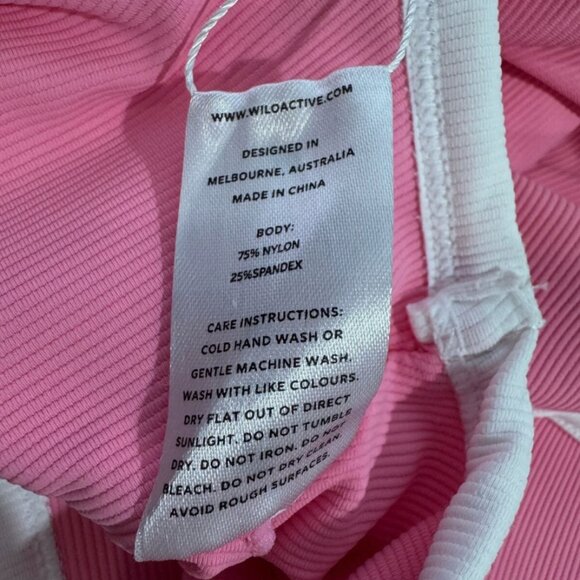 WWW.WILOACTIVE.COM
DESIGNED IN
MELBOURNE, AUSTRALIA
MADE IN CHINA
BODY:
75% NYLON
25%SPANDEX
CARE INSTRUCTIONS:
COLD HAND WASH OR
GENTLE MACHINE WASH.
WASH WITH LIKE COLOURS.
DRY FLAT OUT OF DIRECT
SUNLIGHT. DO NOT TUMBLE
DRY. DO NOT IRON. DO NOT
BLEACH. DO NOT DRY CLEAN.
AVOID ROUGH SURFACES.